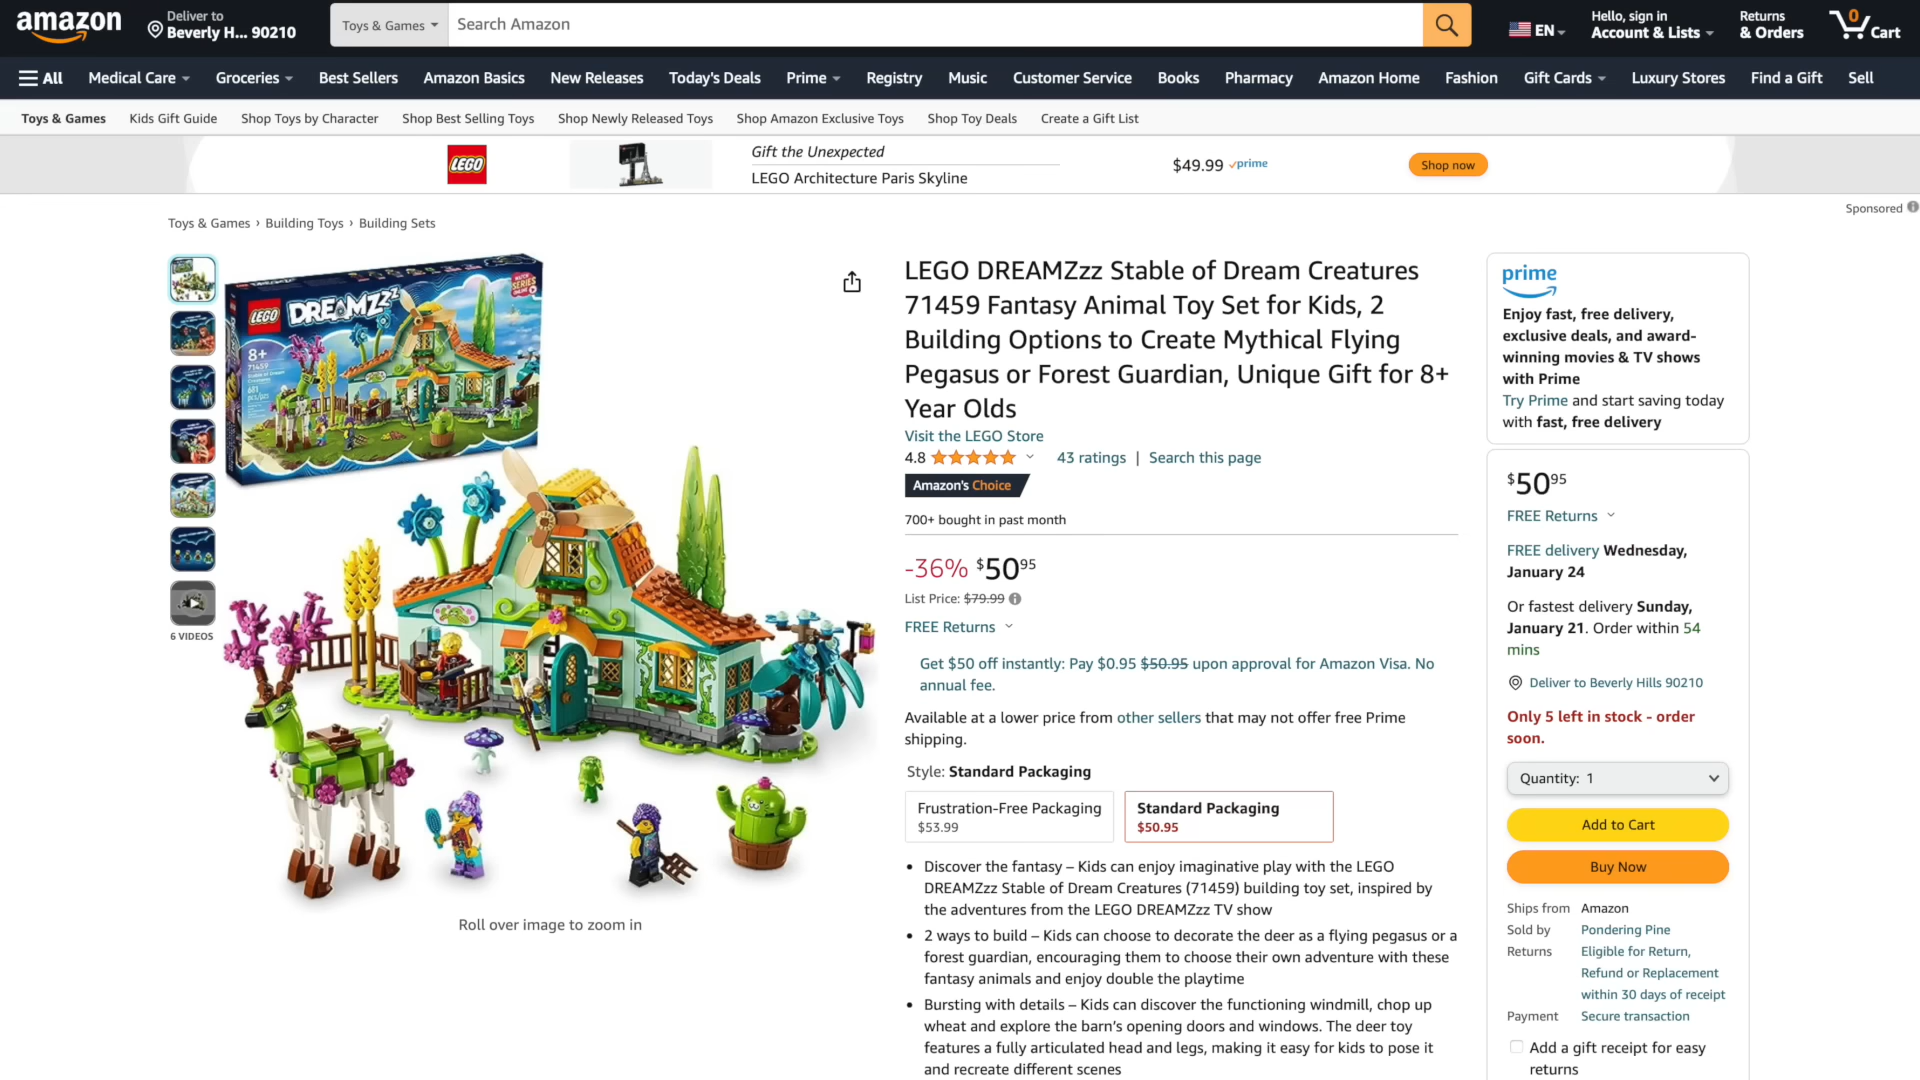 amazon
Deliver to
Beverly H... 90210
Toys & Games
Search Amazon
EN
Hello, sign in
Account & Lists
Returns
& Orders
0
Cart
All
Medical Care
Groceries
Best Sellers
Amazon Basics
New Releases
Today's Deals
Prime
Registry
Music
Customer Service
Books
Pharmacy
Amazon Home
Fashion
Gift Cards
Luxury Stores
Find a Gift
Sell
Toys & Games
Kids Gift Guide
Shop Toys by Character
Shop Best Selling Toys
Shop Newly Released Toys
Shop Amazon Exclusive Toys
Shop Toy Deals
Create a Gift List
LEGO
Gift the Unexpected
LEGO Architecture Paris Skyline
$49.99 prime
Shop now
Sponsored
Toys & Games › Building Toys › Building Sets
LEGO DREAMZzz
8+
71459
6 VIDEOS
Roll over image to zoom in
LEGO DREAMZzz Stable of Dream Creatures
71459 Fantasy Animal Toy Set for Kids, 2
Building Options to Create Mythical Flying
Pegasus or Forest Guardian, Unique Gift for 8+
Year Olds
Visit the LEGO Store
4.8
43 ratings | Search this page
Amazon's Choice
700+ bought in past month
-36% $50 95
List Price: $79.99
FREE Returns
Get $50 off instantly: Pay $0.95 $50.95 upon approval for Amazon Visa. No
annual fee.
Available at a lower price from other sellers that may not offer free Prime
shipping.
Style: Standard Packaging
Frustration-Free Packaging
$53.99
Standard Packaging
$50.95
• Discover the fantasy – Kids can enjoy imaginative play with the LEGO
DREAMZzz Stable of Dream Creatures (71459) building toy set, inspired by
the adventures from the LEGO DREAMZzz TV show
• 2 ways to build – Kids can choose to decorate the deer as a flying pegasus or a
forest guardian, encouraging them to choose their own adventure with these
fantasy animals and enjoy double the playtime
• Bursting with details – Kids can discover the functioning windmill, chop up
wheat and explore the barn's opening doors and windows. The deer toy
features a fully articulated head and legs, making it easy for kids to pose it
and recreate different scenes
prime
Enjoy fast, free delivery,
exclusive deals, and award-
winning movies & TV shows
with Prime
Try Prime and start saving today
with fast, free delivery
$50 95
FREE Returns
FREE delivery Wednesday,
January 24
Or fastest delivery Sunday,
January 21. Order within 54
mins
Deliver to Beverly Hills 90210
Only 5 left in stock - order
soon.
Quantity: 1
Add to Cart
Buy Now
Ships from Amazon
Sold by Pondering Pine
Returns Eligible for Return,
Refund or Replacement
within 30 days of receipt
Payment Secure transaction
Add a gift receipt for easy
returns